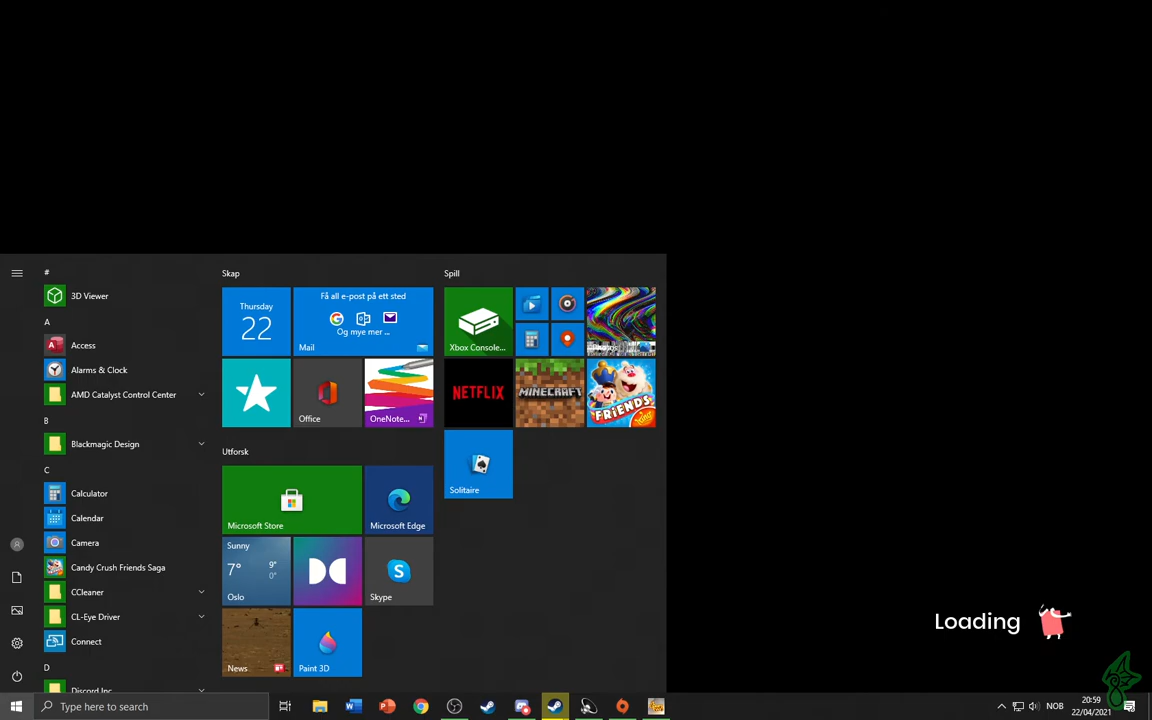 #
3D Viewer
A
Access
Alarms & Clock
AMD Catalyst Control Center
B
Blackmagic Design
C
Calculator
Calendar
Camera
Candy Crush Friends Saga
CCleaner
CL-Eye Driver
Connect
D
Discord Inc
Skap
Thursday
22
Få all e-post på ett sted
Og mye mer ...
Mail
Office
OneNote...
Utforsk
Microsoft Store
Microsoft Edge
Sunny
7°
9°
0°
Oslo
Skype
News
Paint 3D
Spill
Xbox Console...
Photos
NETFLIX
MINECRAFT
FRIENDS
King
Solitaire
Loading
Type here to search
NOB
20:59
22/04/2021